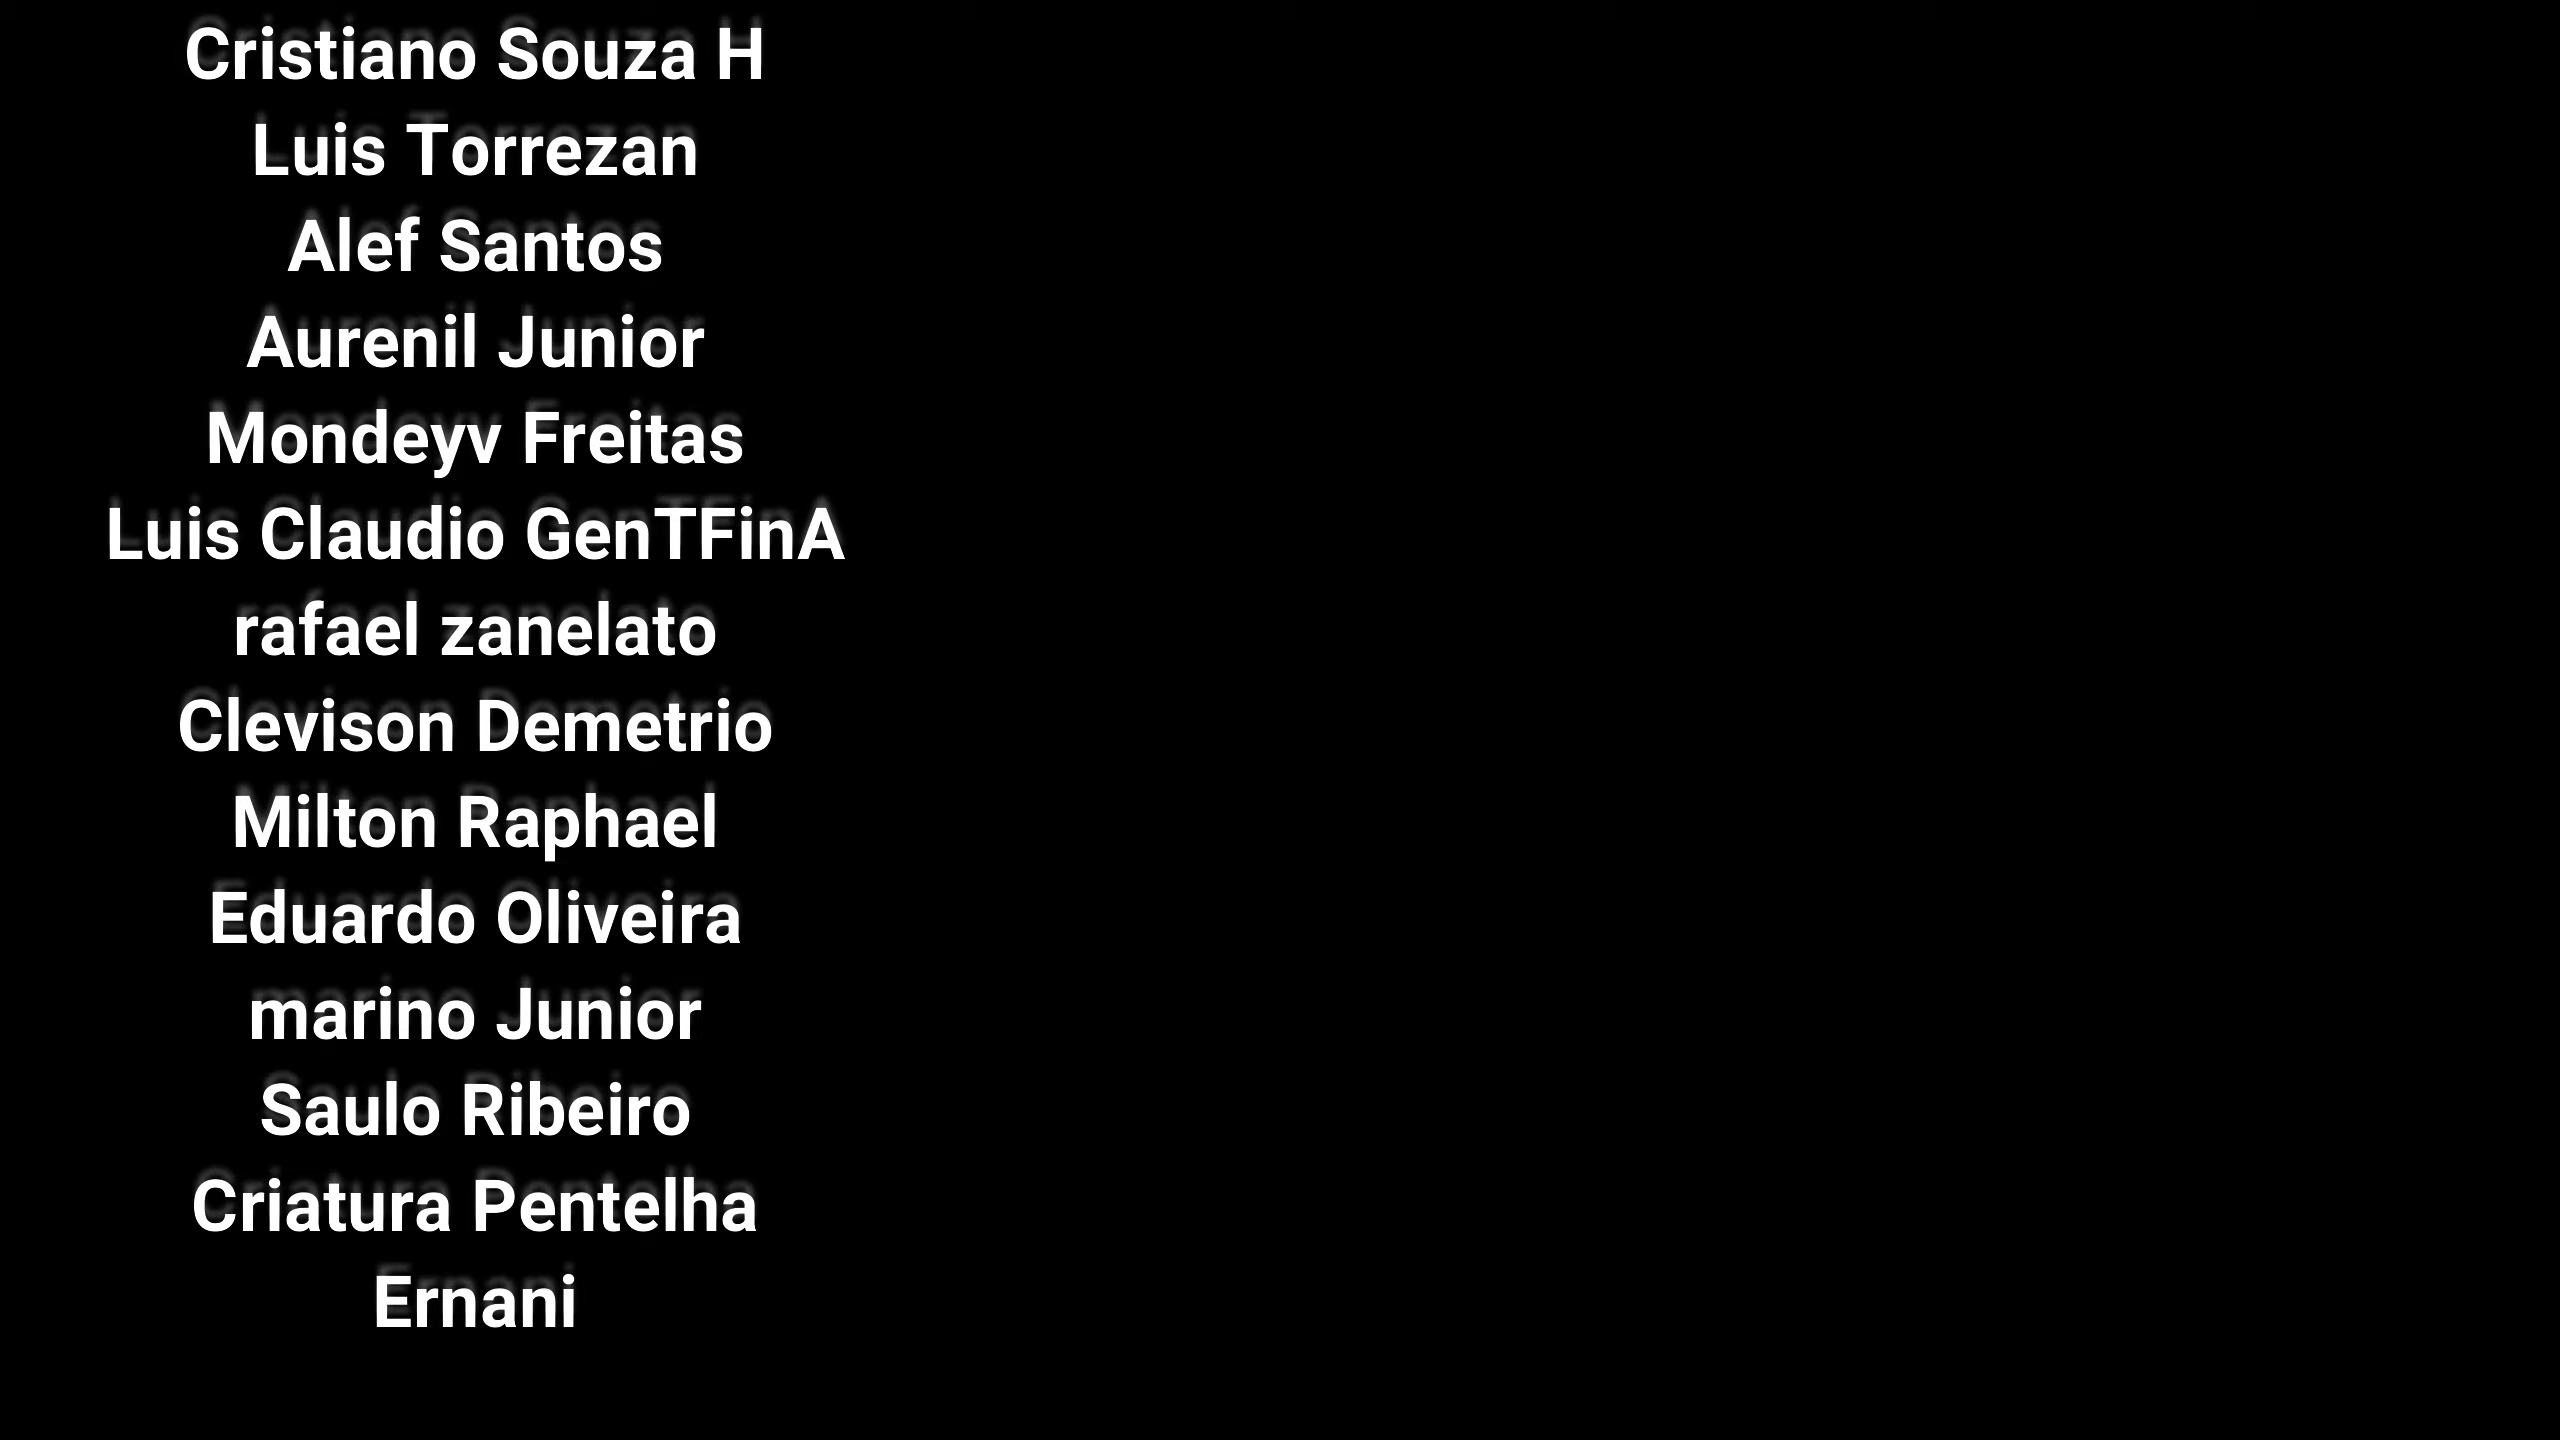 Cristiano Souza H
Luis Torrezan
Alef Santos
Aurenil Junior
Mondeyv Freitas
Luis Claudio GenTFinA
rafael zanelato
Clevison Demetrio
Milton Raphael
Eduardo Oliveira
marino Junior
Saulo Ribeiro
Criatura Pentelha
Ernani